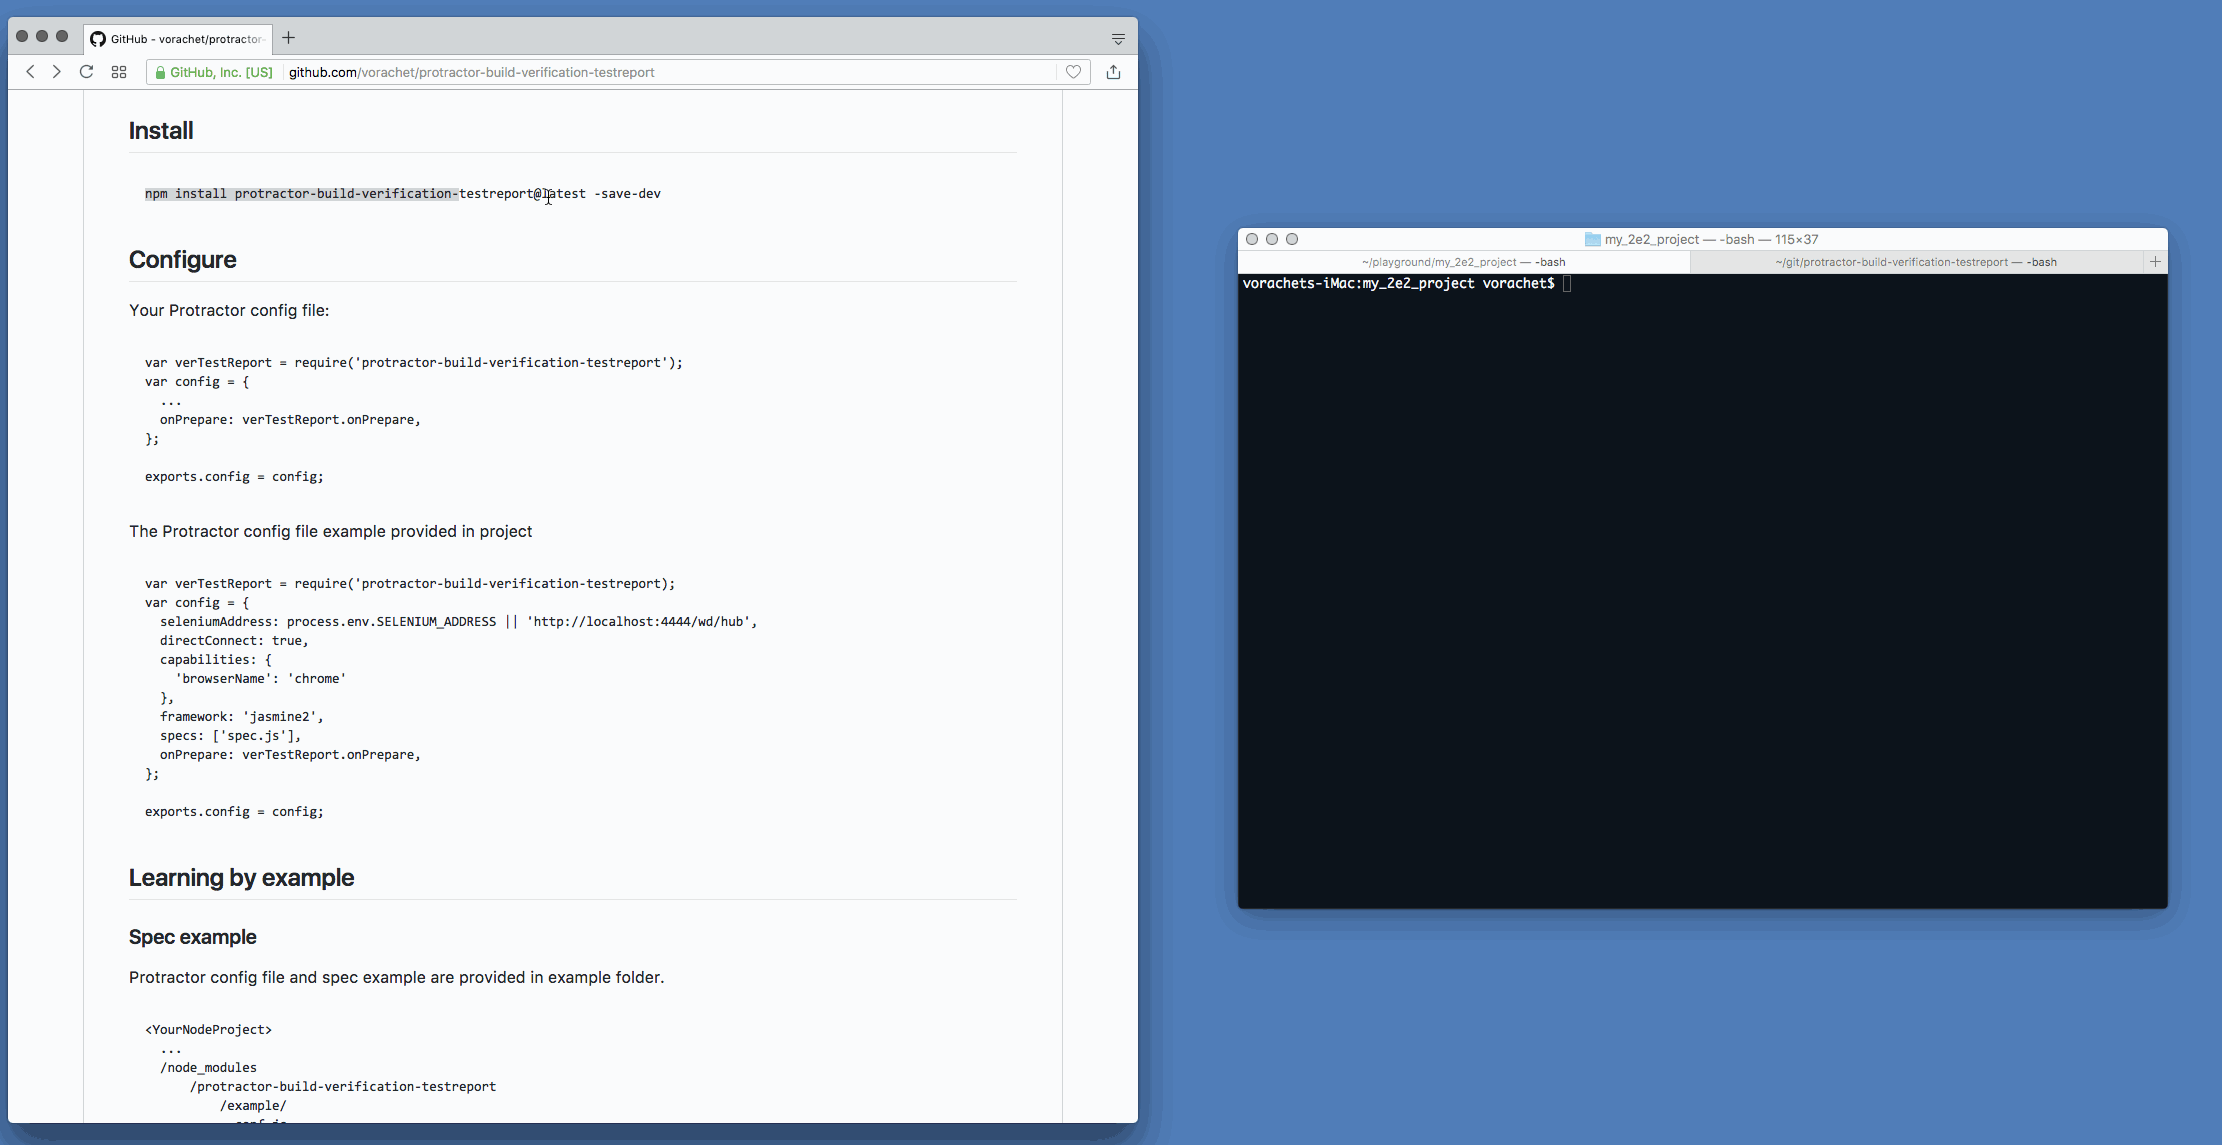 GitHub - vorachet/protractor-
GitHub, Inc. [US] github.com/vorachet/protractor-build-verification-testreport
Install
npm install protractor-build-verification-testreport@latest -save-dev
Configure
Your Protractor config file:
var verTestReport = require('protractor-build-verification-testreport');
var config = {
...
onPrepare: verTestReport.onPrepare,
};
exports.config = config;
The Protractor config file example provided in project
var verTestReport = require('protractor-build-verification-testreport);
var config = {
seleniumAddress: process.env.SELENIUM_ADDRESS || 'http://localhost:4444/wd/hub',
directConnect: true,
capabilities: {
'browserName': 'chrome'
},
framework: 'jasmine2',
specs: ['spec.js'],
onPrepare: verTestReport.onPrepare,
};
exports.config = config;
Learning by example
Spec example
Protractor config file and spec example are provided in example folder.
<YourNodeProject>
...
/node_modules
/protractor-build-verification-testreport
/example/
my_2e2_project — -bash — 115×37
~/playground/my_2e2_project — -bash
~/git/protractor-build-verification-testreport — -bash
vorachets-iMac:my_2e2_project vorachet$